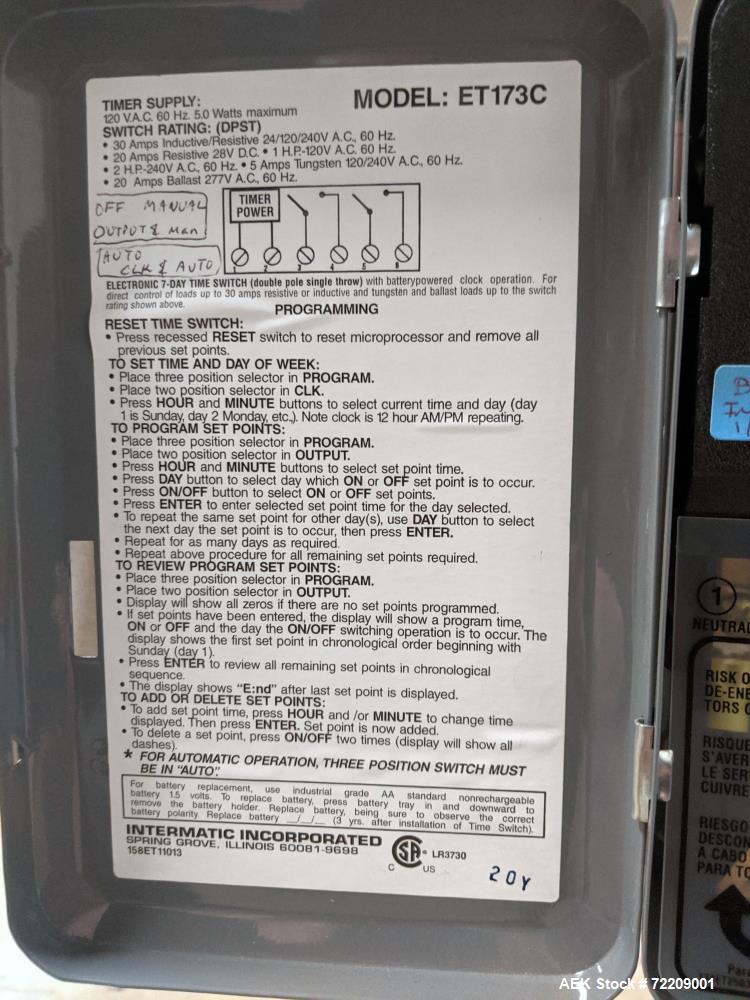 MODEL: ET173C
TIMER SUPPLY:
120 V.A.C. 60 Hz. 5.0 Watts maximum
SWITCH RATING: (DPST)
• 30 Amps Inductive/Resistive 24/120/240V A.C., 60 Hz.
• 20 Amps Resistive 28V D.C. • 1 H.P.-120V A.C. 60 Hz.
• 2 H.P.-240V A.C., 60 Hz. • 5 Amps Tungsten 120/240V A.C., 60 Hz.
• 20 Amps Ballast 277V A.C., 60 Hz.
OFF MANUAL
OUTPUT & Man
AUTO
CLK & AUTO
TIMER
POWER
1 2 3 4 5 6
ELECTRONIC 7-DAY TIME SWITCH (double pole single throw) with batterypowered clock operation. For
direct control of loads up to 30 amps resistive or inductive and tungsten and ballast loads up to the switch
rating shown above.
PROGRAMMING
RESET TIME SWITCH:
• Press recessed RESET switch to reset microprocessor and remove all
previous set points.
TO SET TIME AND DAY OF WEEK:
• Place three position selector in PROGRAM.
• Place two position selector in CLK.
• Press HOUR and MINUTE buttons to select current time and day (day
1 is Sunday, day 2 Monday, etc.,). Note clock is 12 hour AM/PM repeating.
TO PROGRAM SET POINTS:
• Place three position selector in PROGRAM.
• Place two position selector in OUTPUT.
• Press HOUR and MINUTE buttons to select set point time.
• Press DAY button to select day which ON or OFF set point is to occur.
• Press ON/OFF button to select ON or OFF set points.
• Press ENTER to enter selected set point time for the day selected.
• To repeat the same set point for other day(s), use DAY button to select
the next day the set point is to occur, then press ENTER.
• Repeat for as many days as required.
• Repeat above procedure for all remaining set points required.
TO REVIEW PROGRAM SET POINTS:
• Place three position selector in PROGRAM.
• Place two position selector in OUTPUT.
• Display will show all zeros if there are no set points programmed.
• If set points have been entered, the display will show a program time,
ON or OFF and the day the ON/OFF switching operation is to occur. The
display shows the first set point in chronological order beginning with
Sunday (day 1).
• Press ENTER to review all remaining set points in chronological
sequence.
• The display shows "E:nd" after last set point is displayed.
TO ADD OR DELETE SET POINTS:
• To add set point time, press HOUR and /or MINUTE to change time
displayed. Then press ENTER. Set point is now added.
• To delete a set point, press ON/OFF two times (display will show all
dashes).
* FOR AUTOMATIC OPERATION, THREE POSITION SWITCH MUST
BE IN "AUTO".
For battery replacement, use industrial grade AA standard nonrechargeable
battery 1.5 volts. To replace battery, press battery tray in and downward to
remove the battery holder. Replace battery, being sure to observe the correct
battery polarity. Replace battery __/__/__ (3 yrs. after installation of Time Switch).
INTERMATIC INCORPORATED
SPRING GROVE, ILLINOIS 60081-9698
158ET11013
C SA® US LR3730
20Y
1
NEUTRAL
RISK O
DE-ENE
TORS
RISQUE
S'AVER
LE SER
CUIVRE
RIESGO
DESCON
A CABO
PARA TO
AEK Stock # 72209001